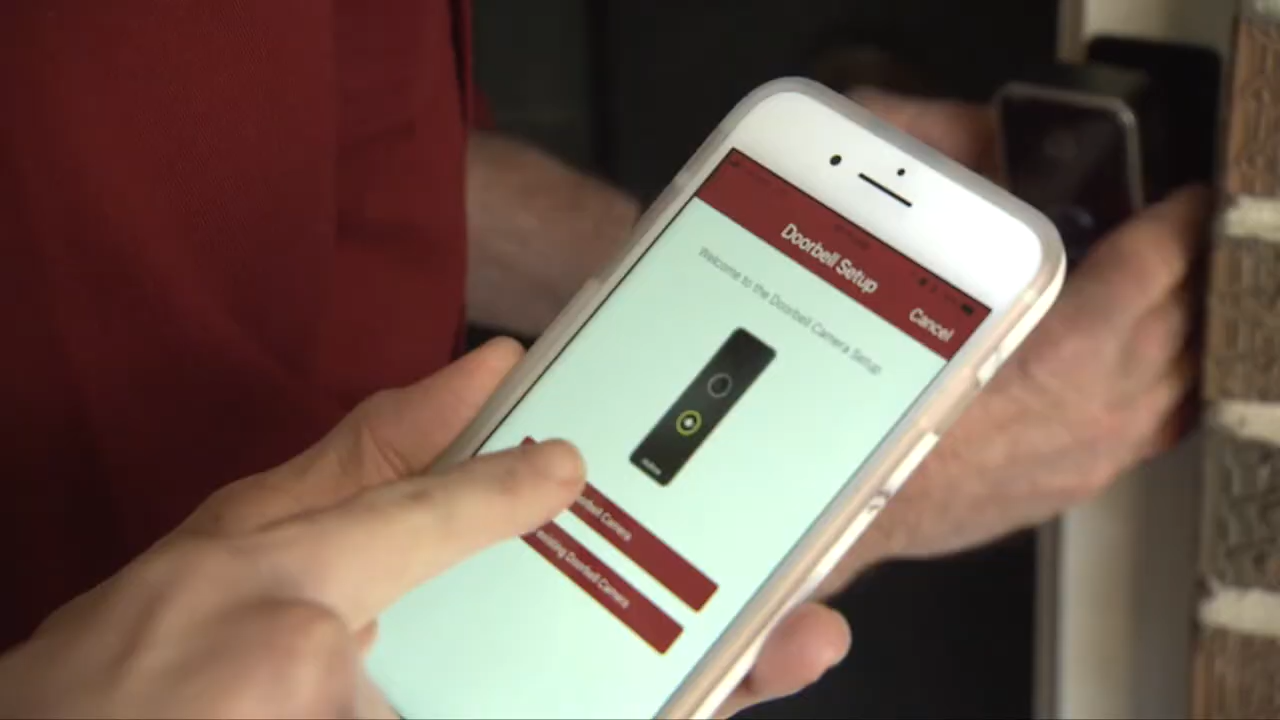 Doorbell Setup
Cancel
Welcome to the Doorbell Camera Setup
Doorbell Camera
existing Doorbell Camera